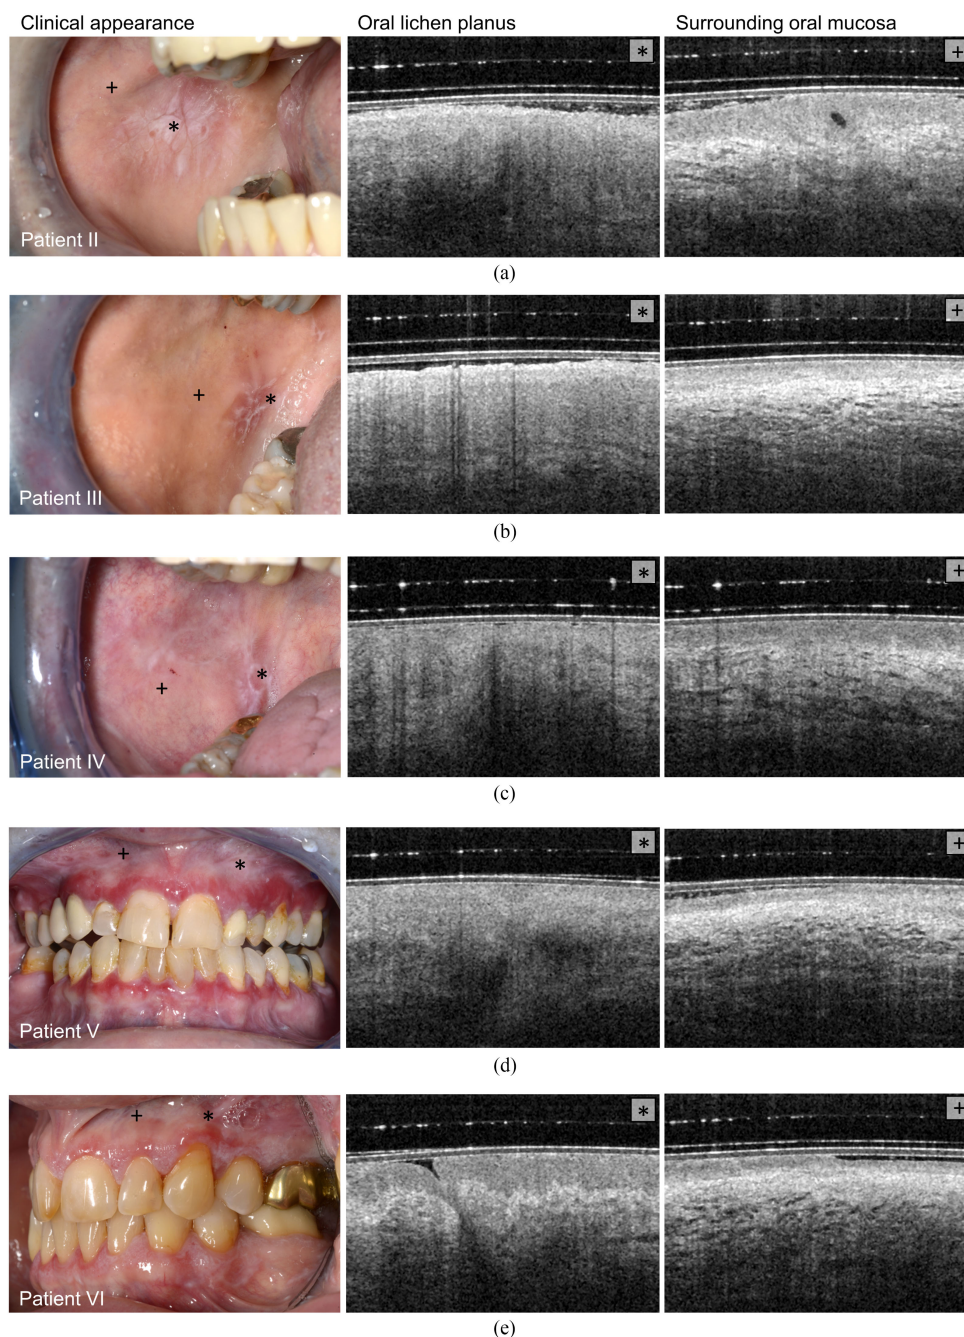 Clinical appearance Oral lichen planus Surrounding oral mucosa
* +
+
*
Patient II
(a)
* +
+ *
Patient III
(b)
* +
*
+
Patient IV
(c)
* +
+ *
Patient V
(d)
* +
+ *
Patient VI
(e)